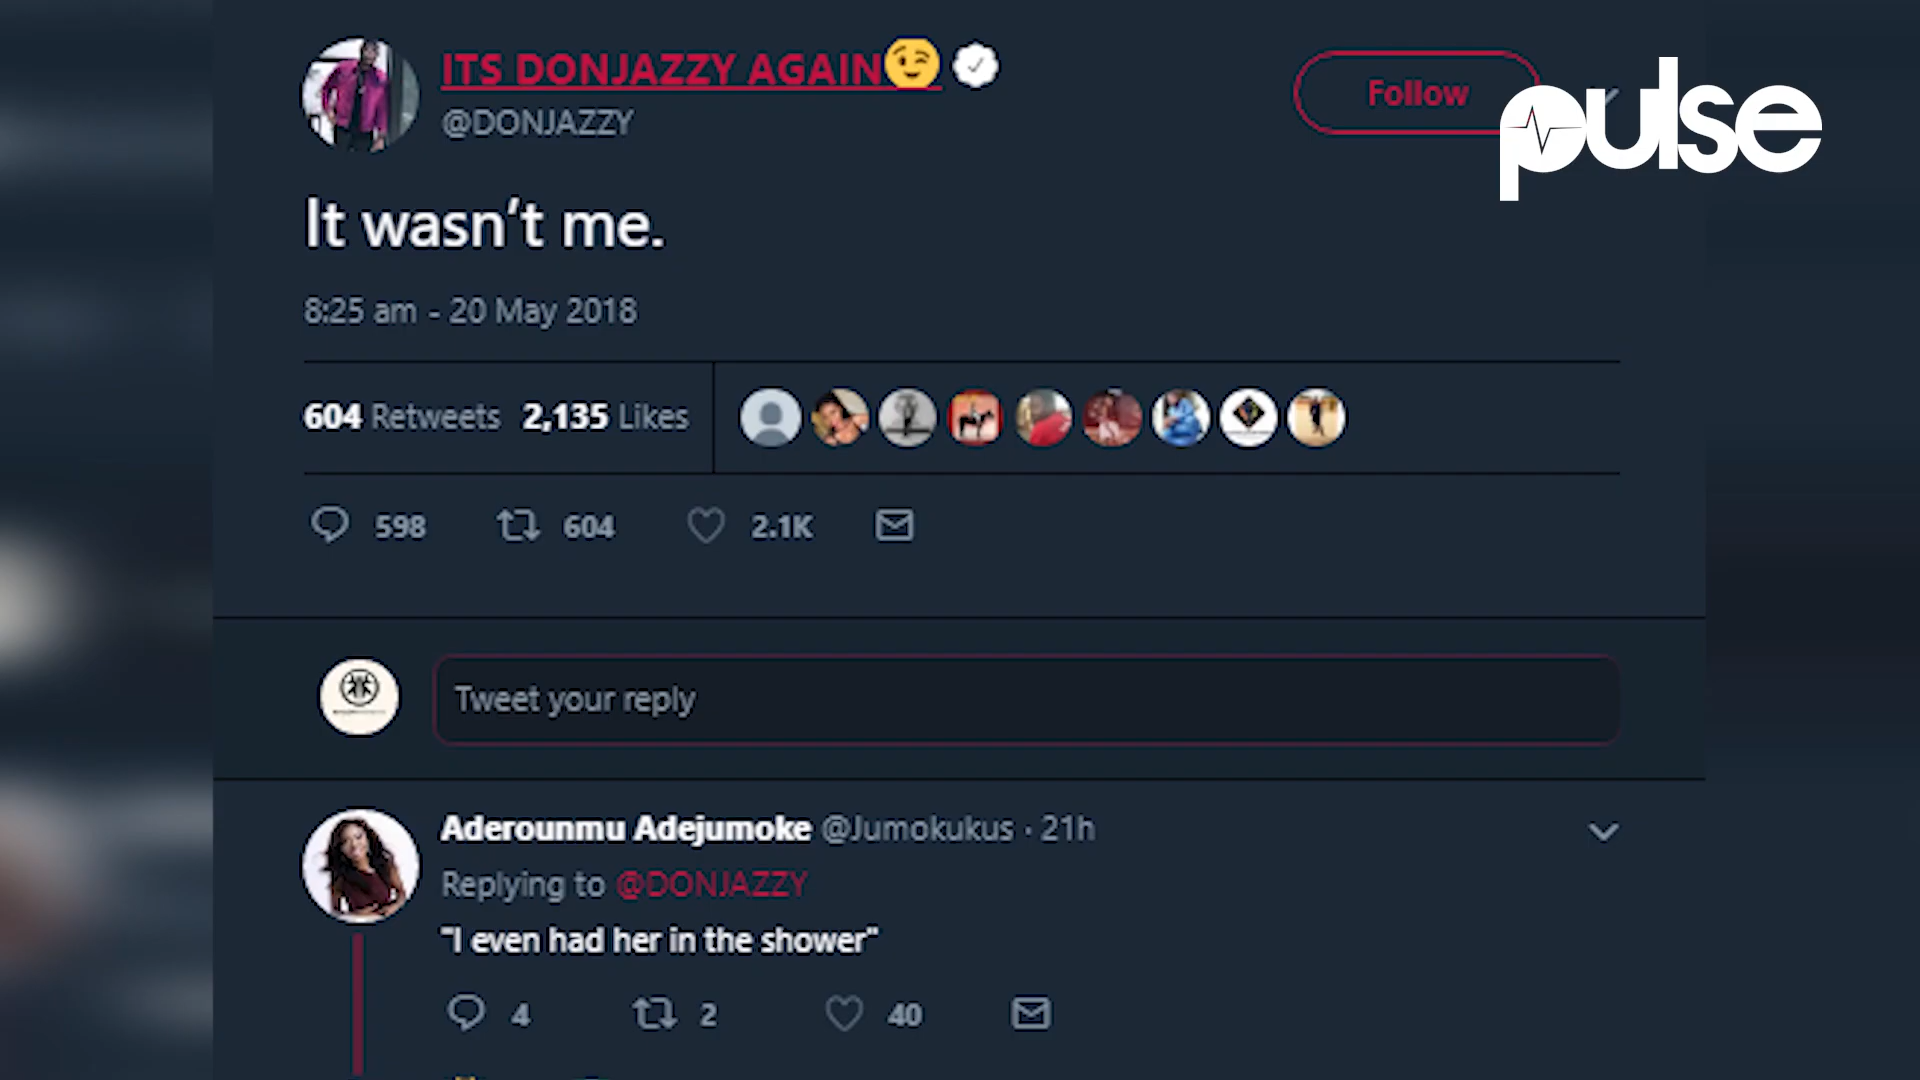 ITS DONJAZZY AGAIN😉
@DONJAZZY
Follow
pulse
It wasn't me.
8:25 am - 20 May 2018
604 Retweets 2,135 Likes
598 604 2.1K
Tweet your reply
Aderounmu Adejumoke @Jumokukus · 21h
Replying to @DONJAZZY
"I even had her in the shower"
4 2 40